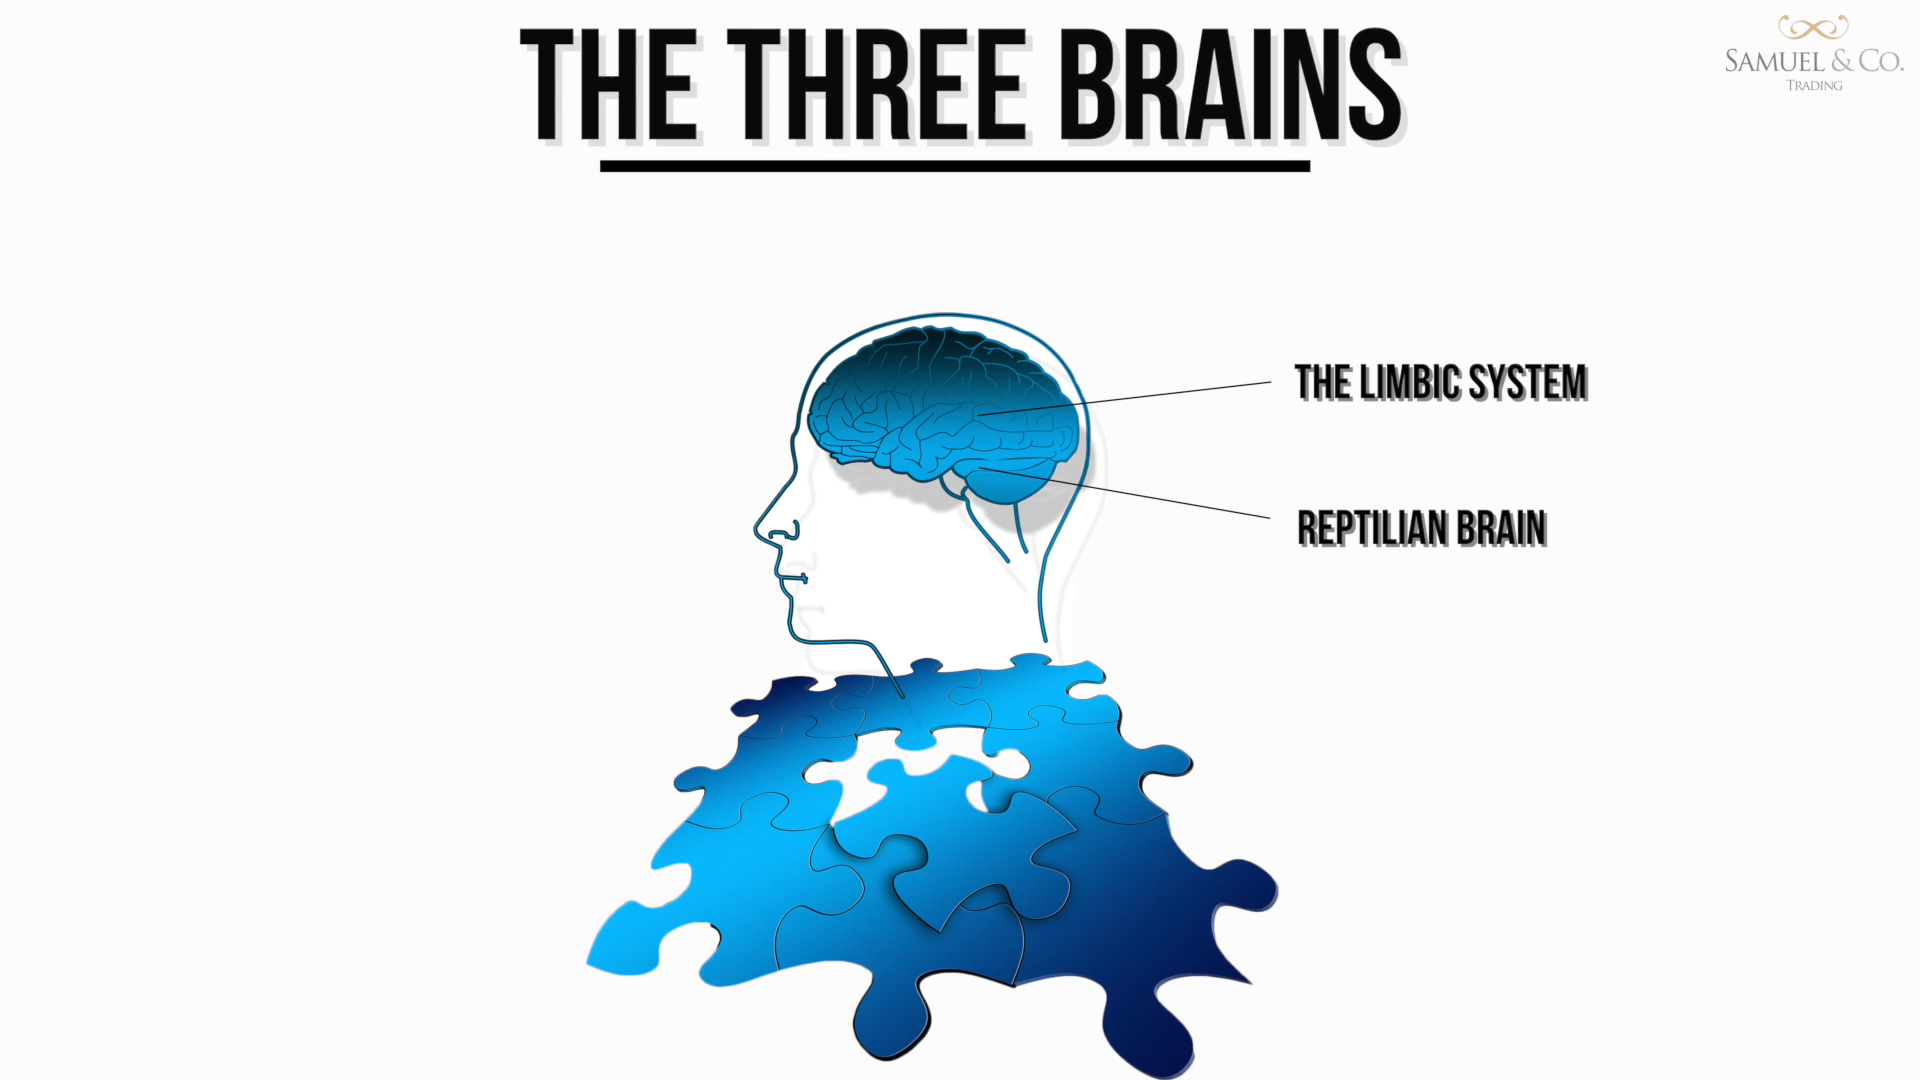 THE THREE BRAINS
SAMUEL & CO.
TRADING
THE LIMBIC SYSTEM
REPTILIAN BRAIN